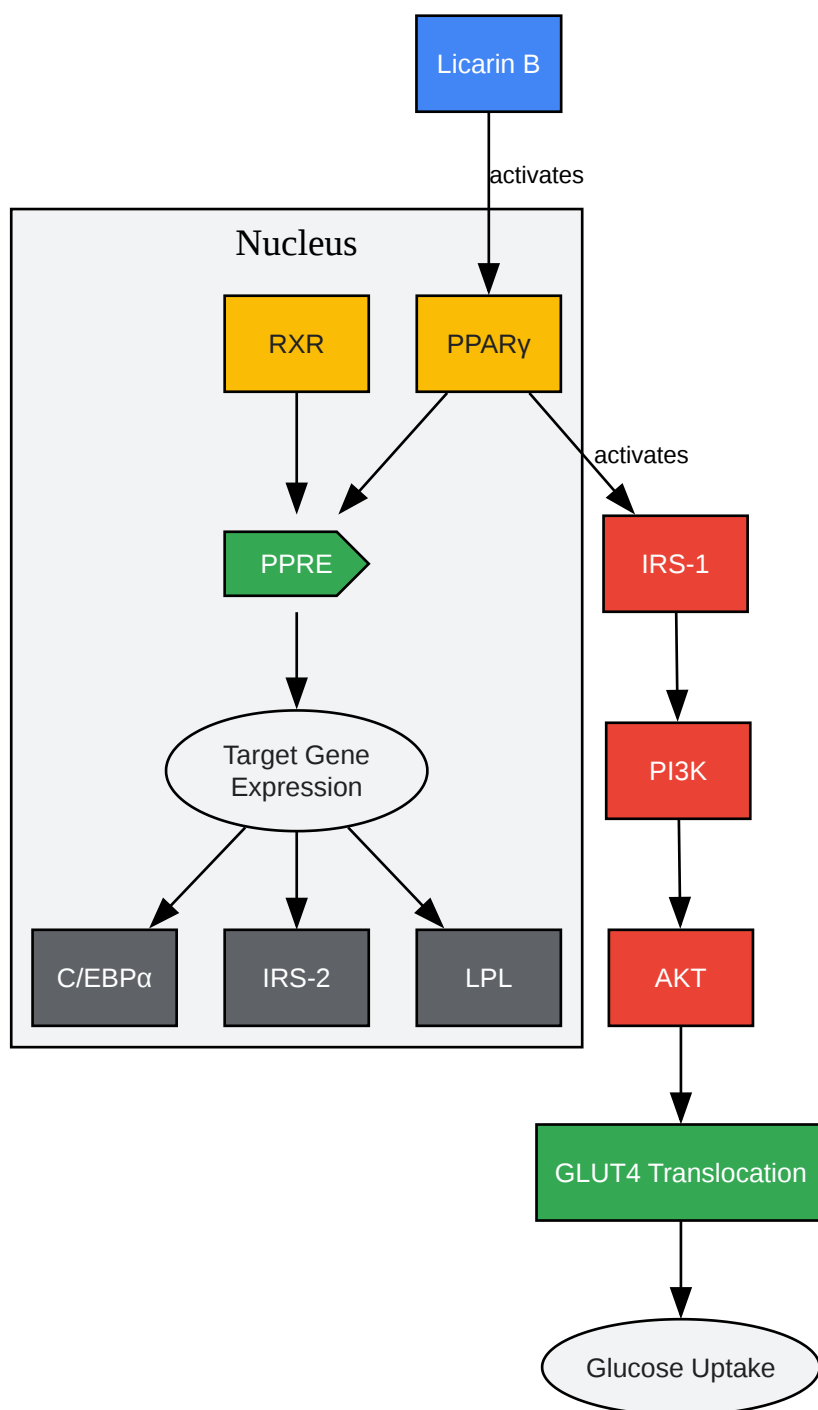 Licarin B
activates
Nucleus
RXR
PPARγ
activates
PPRE
IRS-1
PI3K
Target Gene
Expression
C/EBPα
IRS-2
LPL
AKT
GLUT4 Translocation
Glucose Uptake